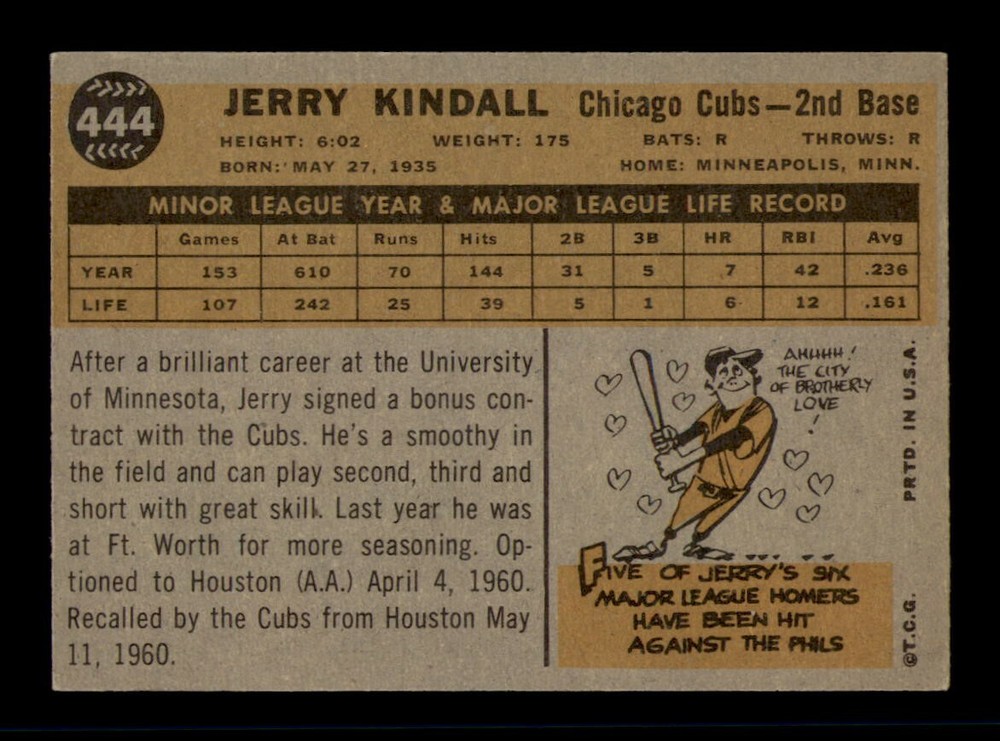 444
JERRY KINDALL Chicago Cubs—2nd Base
HEIGHT: 6:02 WEIGHT: 175 BATS: R THROWS: R
BORN: MAY 27, 1935 HOME: MINNEAPOLIS, MINN.
MINOR LEAGUE YEAR & MAJOR LEAGUE LIFE RECORD
Games At Bat Runs Hits 2B 3B HR RBI Avg
YEAR 153 610 70 144 31 5 7 42 .236
LIFE 107 242 25 39 5 1 6 12 .161
After a brilliant career at the University
of Minnesota, Jerry signed a bonus con-
tract with the Cubs. He's a smoothy in
the field and can play second, third and
short with great skill. Last year he was
at Ft. Worth for more seasoning. Op-
tioned to Houston (A.A.) April 4, 1960.
Recalled by the Cubs from Houston May
11, 1960.
AHHHH!
THE CITY
OF BROTHERLY
LOVE
!
FIVE OF JERRY'S SIX
MAJOR LEAGUE HOMERS
HAVE BEEN HIT
AGAINST THE PHILS
©T.C.G. PRTD. IN U.S.A.